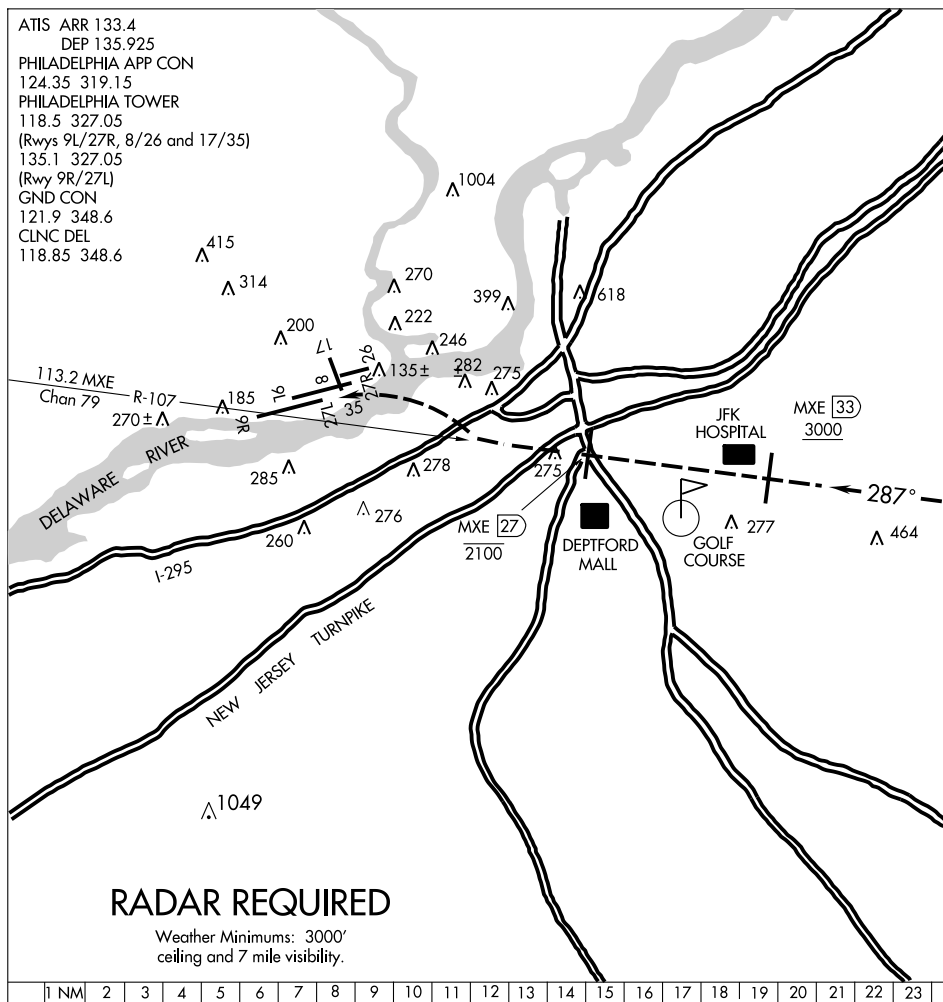 ATIS ARR 133.4
DEP 135.925
PHILADELPHIA APP CON
124.35 319.15
PHILADELPHIA TOWER
118.5 327.05
(Rwys 9L/27R, 8/26 and 17/35)
135.1 327.05
(Rwy 9R/27L)
GND CON
121.9 348.6
CLNC DEL
118.85 348.6
1004
415
314
270
399
618
222
200
17
246
26
8
27R
135±
±
282
275
113.2 MXE
Chan 79
R-107
9L
35
27L
9R
185
270±
JFK
HOSPITAL
MXE 33
3000
DELAWARE RIVER
285
278
275
287°
276
260
MXE 27
2100
DEPTFORD
MALL
GOLF
COURSE
277
464
I-295
NEW JERSEY TURNPIKE
1049
RADAR REQUIRED
Weather Minimums: 3000'
ceiling and 7 mile visibility.
1 NM 2 3 4 5 6 7 8 9 10 11 12 13 14 15 16 17 18 19 20 21 22 23